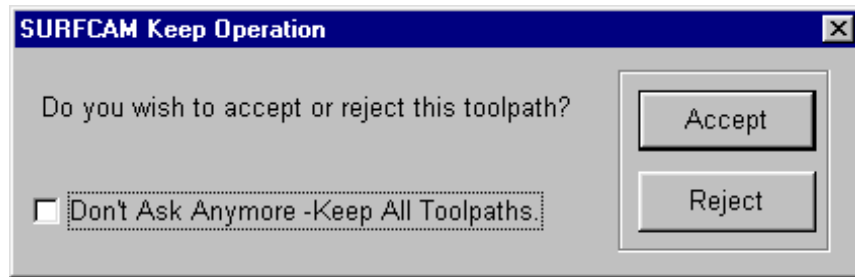 SURFCAM Keep Operation
Do you wish to accept or reject this toolpath?
Accept
Don't Ask Anymore -Keep All Toolpaths.
Reject